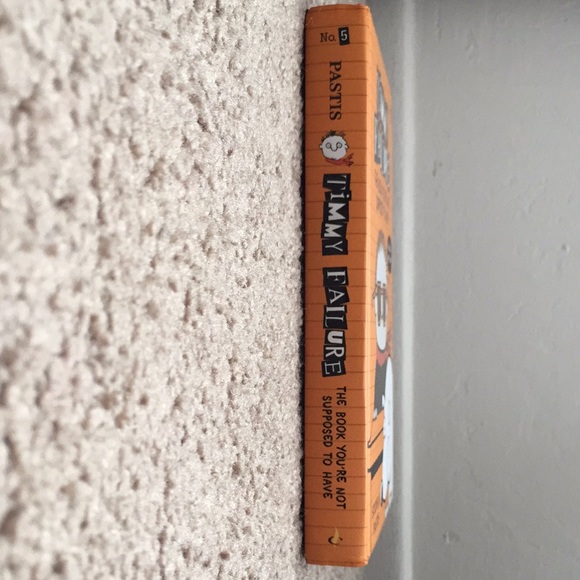 No. 5
PASTIS
TIMMY FAILURE
THE BOOK YOU'RE NOT
SUPPOSED TO HAVE